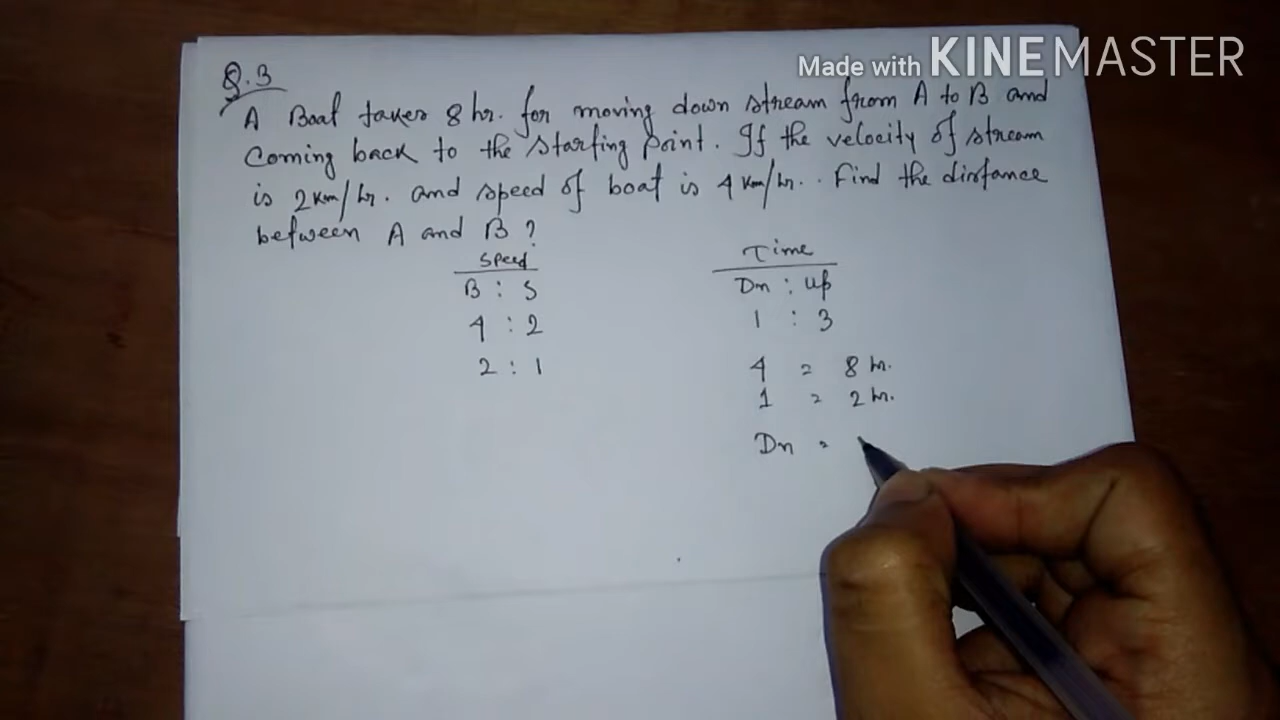 Made with KINEMASTER
Q.3
A Boat takes 8 hr. for moving down stream from A to B and
Coming back to the starting point. If the velocity of stream
is 2 km/hr. and speed of boat is 4 km/hr. . Find the distance
between A and B ?
Speed
B : S
4 : 2
2 : 1
Time
Dn : up
1 : 3
4 = 8 hr.
1 = 2 hr.
Dn =